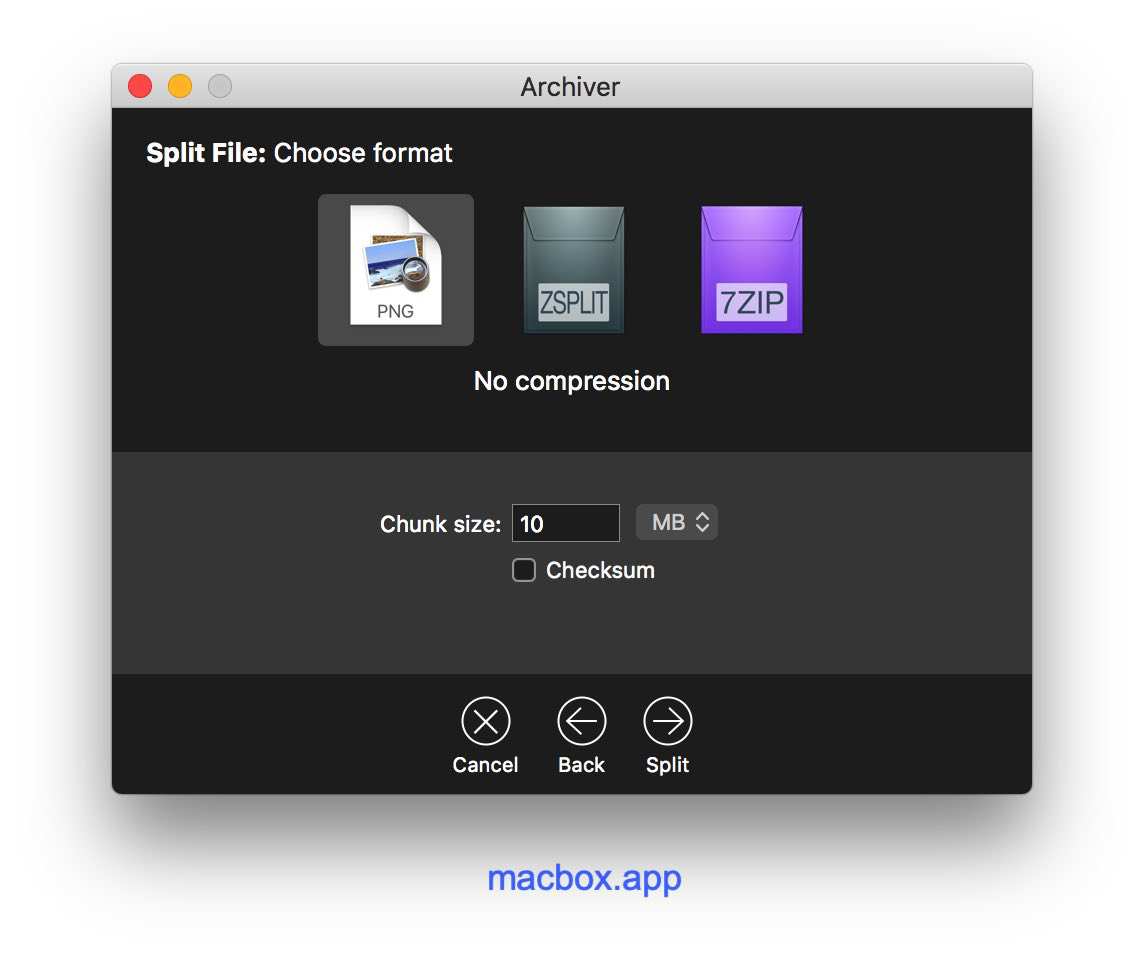 Archiver
Split File: Choose format
PNG
ZSPLIT
7ZIP
No compression
Chunk size: 10 MB
Checksum
Cancel Back Split
macbox.app